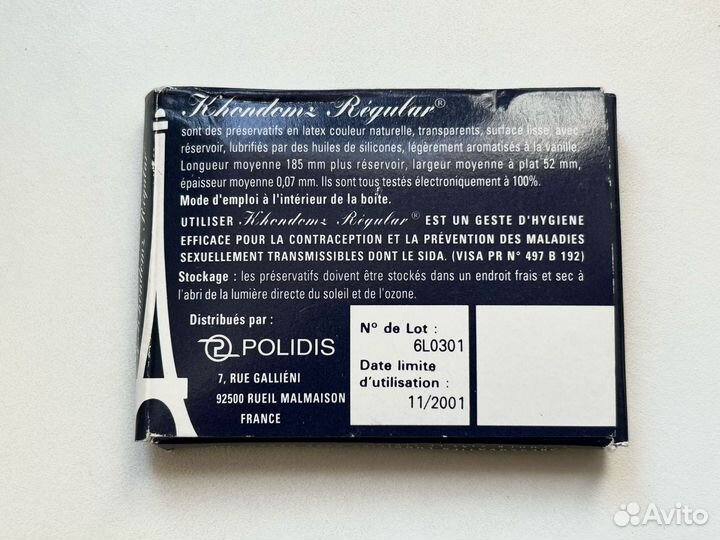 Khondomz Régular®
sont des préservatifs en latex couleur naturelle, transparents, surface lisse, avec
réservoir, lubrifiés par des huiles de silicones, légèrement aromatisés à la vanille.
Longueur moyenne 185 mm plus réservoir, largeur moyenne à plat 52 mm,
épaisseur moyenne 0,07 mm. Ils sont tous testés électroniquement à 100%.
Mode d'emploi à l'intérieur de la boîte.
UTILISER Khondomz Régular® EST UN GESTE D'HYGIENE
EFFICACE POUR LA CONTRACEPTION ET LA PRÉVENTION DES MALADIES
SEXUELLEMENT TRANSMISSIBLES DONT LE SIDA. (VISA PR N° 497 B 192)
Stockage : les préservatifs doivent être stockés dans un endroit frais et sec à
l'abri de la lumière directe du soleil et de l'ozone.
Distribués par :
POLIDIS
7, RUE GALLIÉNI
92500 RUEIL MALMAISON
FRANCE
N° de Lot :
6L0301
Date limite
d'utilisation :
11/2001
Khondomz Régular
Avito